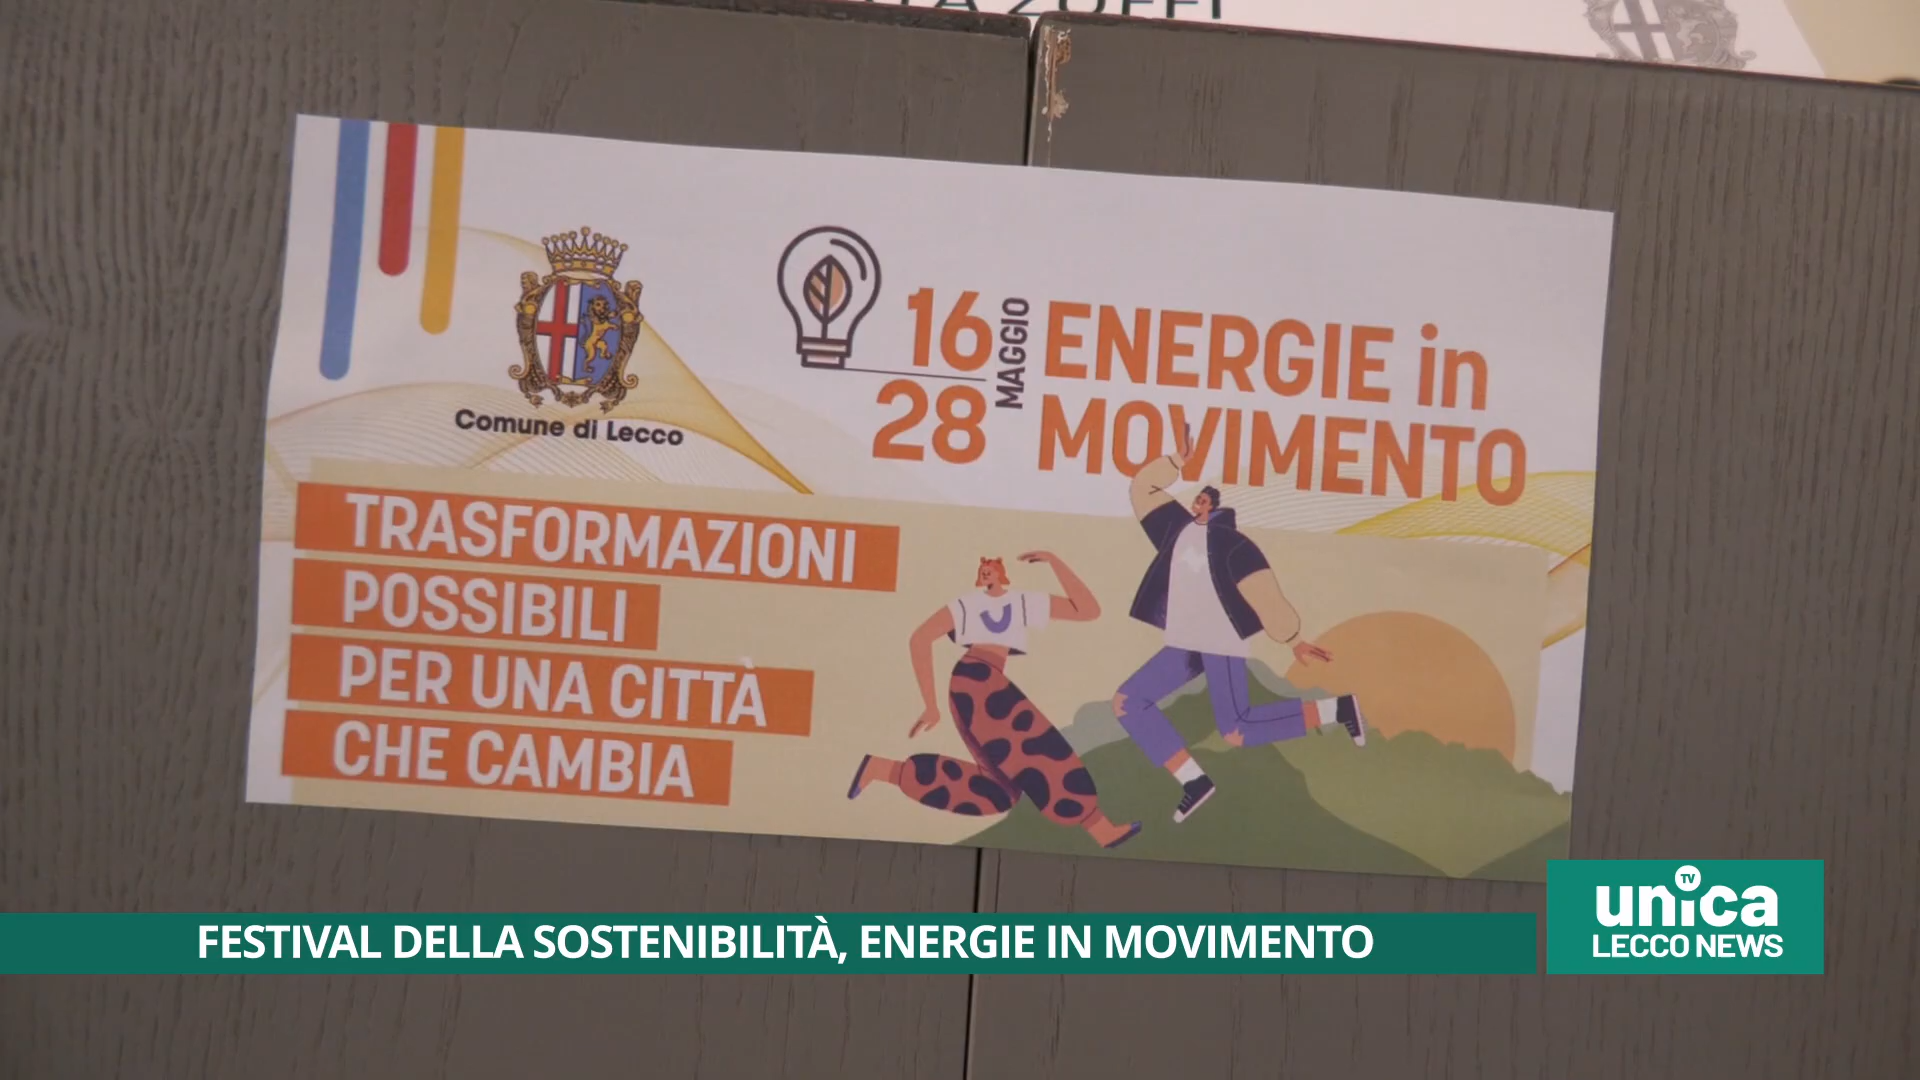 ZUFFI
Comune di Lecco
16
28
MAGGIO
ENERGIE in
MOVIMENTO
TRASFORMAZIONI
POSSIBILI
PER UNA CITTÀ
CHE CAMBIA
FESTIVAL DELLA SOSTENIBILITÀ, ENERGIE IN MOVIMENTO
unica
TV
LECCO NEWS